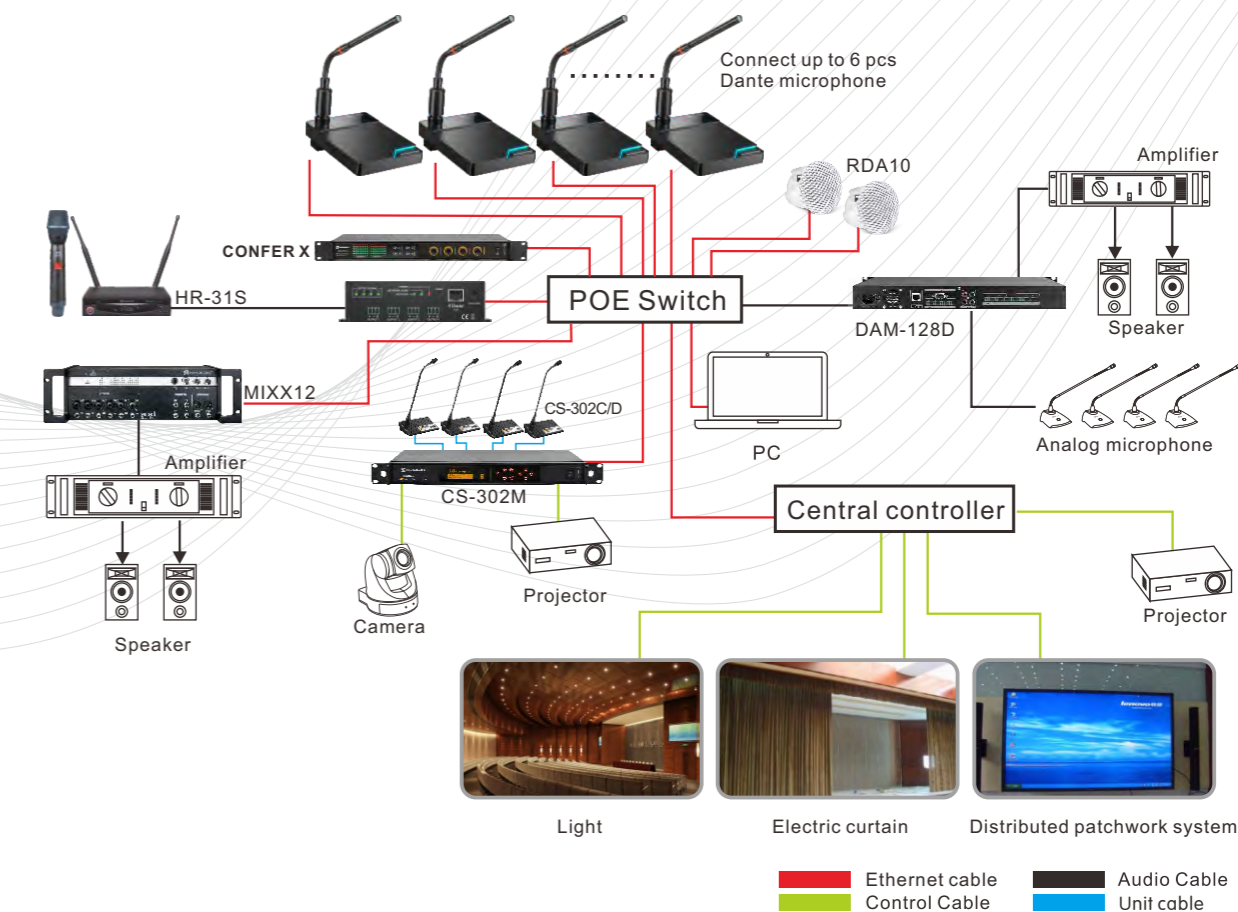 Connect up to 6 pcs
Dante microphone
RDA10
Amplifier
CONFER X
HR-31S
POE Switch
DAM-128D
Speaker
MIXX12
CS-302C/D
PC
Analog microphone
Amplifier
CS-302M
Central controller
Projector
Camera
Projector
Speaker
Light
Electric curtain
Distributed patchwork system
Ethernet cable
Audio Cable
Control Cable
Unit cable